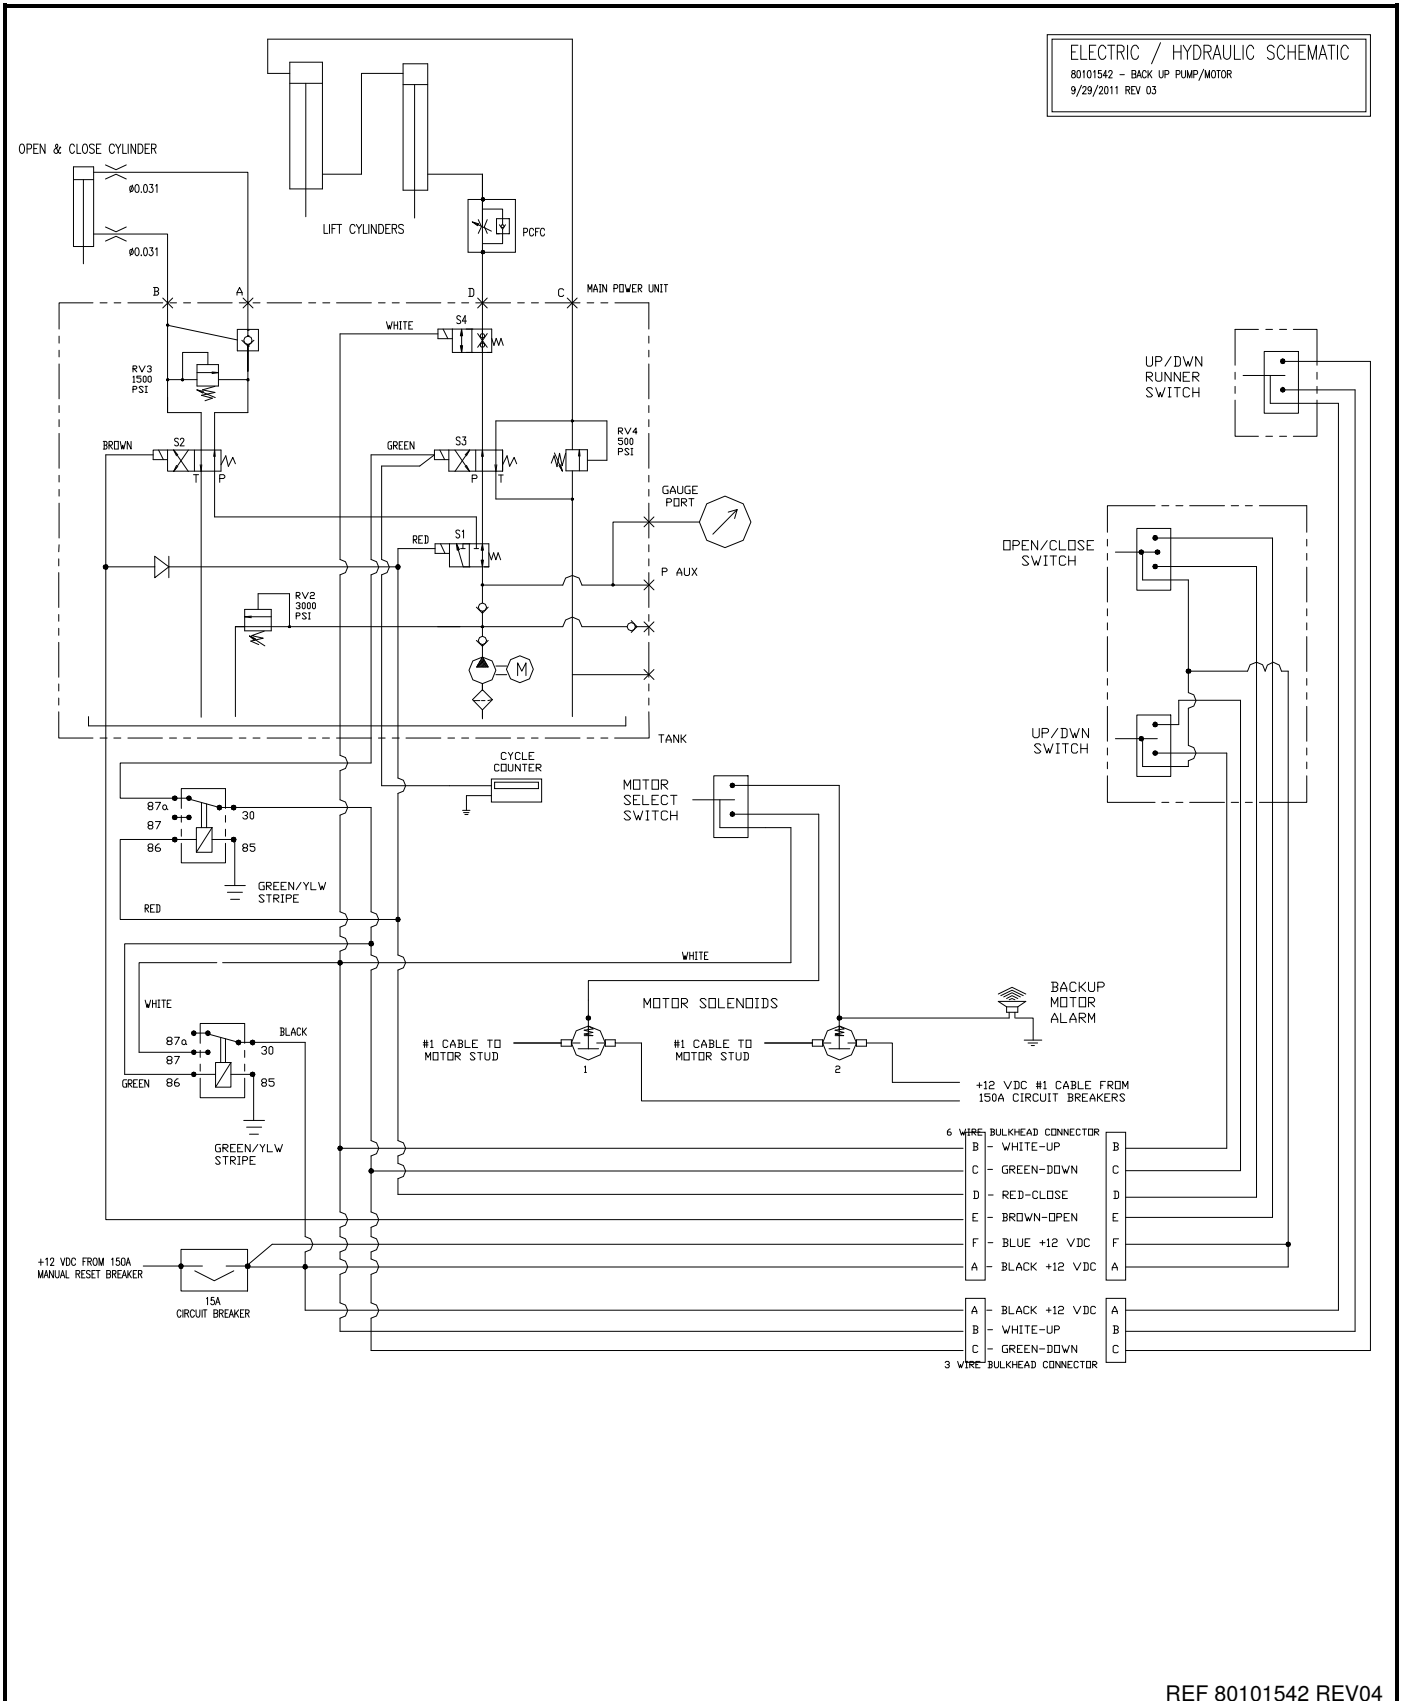 ELECTRIC / HYDRAULIC SCHEMATIC
80101542 - BACK UP PUMP/MOTOR
9/29/2011 REV 03
OPEN & CLOSE CYLINDER
ø0.031
ø0.031
LIFT CYLINDERS
PCFC
B
A
D
C
MAIN POWER UNIT
WHITE
S4
RV3
1500
PSI
UP/DWN
RUNNER
SWITCH
BROWN
S2
T
P
GREEN
S3
P
T
RV4
500
PSI
GAUGE
PORT
RED
S1
P AUX
OPEN/CLOSE
SWITCH
RV2
3000
PSI
M
TANK
UP/DWN
SWITCH
CYCLE
COUNTER
MOTOR
SELECT
SWITCH
87a
30
87
86
85
GREEN/YLW
STRIPE
RED
WHITE
WHITE
MOTOR SOLENOIDS
BACKUP
MOTOR
ALARM
BLACK
87a
30
87
GREEN
86
85
#1 CABLE TO
MOTOR STUD
1
#1 CABLE TO
MOTOR STUD
2
+12 VDC #1 CABLE FROM
150A CIRCUIT BREAKERS
GREEN/YLW
STRIPE
6 WIRE BULKHEAD CONNECTOR
B - WHITE-UP B
C - GREEN-DOWN C
D - RED-CLOSE D
E - BROWN-OPEN E
F - BLUE +12 VDC F
A - BLACK +12 VDC A
+12 VDC FROM 150A
MANUAL RESET BREAKER
15A
CIRCUIT BREAKER
A - BLACK +12 VDC A
B - WHITE-UP B
C - GREEN-DOWN C
3 WIRE BULKHEAD CONNECTOR
REF 80101542 REV04